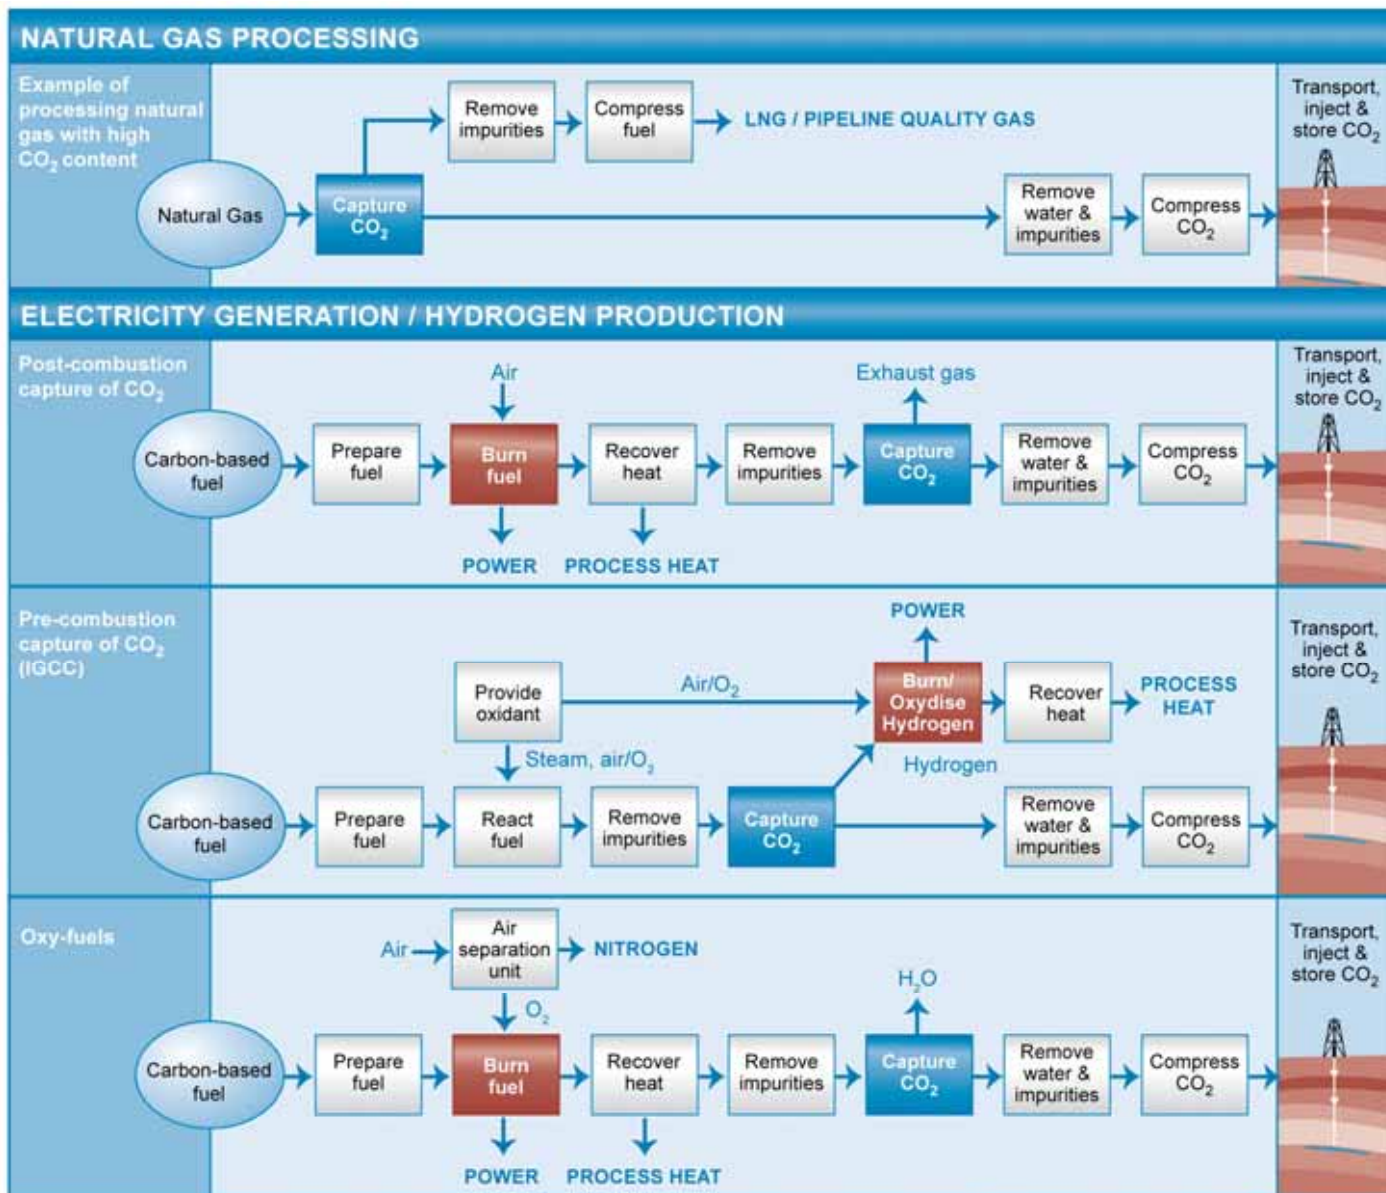 NATURAL GAS PROCESSING
Example of
processing natural
gas with high
CO₂ content
Natural Gas
Capture
CO₂
Remove
impurities
Compress
fuel
LNG / PIPELINE QUALITY GAS
Remove
water &
impurities
Compress
CO₂
Transport,
inject &
store CO₂
ELECTRICITY GENERATION / HYDROGEN PRODUCTION
Post-combustion
capture of CO₂
Carbon-based
fuel
Prepare
fuel
Air
Burn
fuel
POWER
Recover
heat
PROCESS HEAT
Remove
impurities
Exhaust gas
Capture
CO₂
Remove
water &
impurities
Compress
CO₂
Transport,
inject &
store CO₂
Pre-combustion
capture of CO₂
(IGCC)
Provide
oxidant
Air/O₂
POWER
Burn/
Oxydise
Hydrogen
Recover
heat
PROCESS
HEAT
Steam, air/O₂
Hydrogen
Carbon-based
fuel
Prepare
fuel
React
fuel
Remove
impurities
Capture
CO₂
Remove
water &
impurities
Compress
CO₂
Transport,
inject &
store CO₂
Oxy-fuels
Air
Air
separation
unit
NITROGEN
O₂
Carbon-based
fuel
Prepare
fuel
Burn
fuel
POWER
Recover
heat
PROCESS HEAT
Remove
impurities
H₂O
Capture
CO₂
Remove
water &
impurities
Compress
CO₂
Transport,
inject &
store CO₂